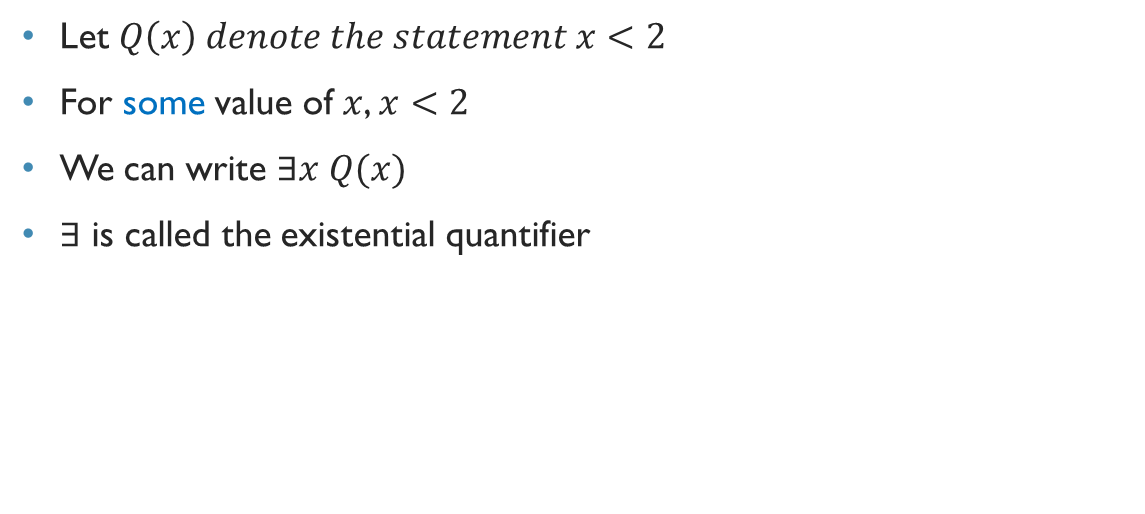 • Let Q(x) denote the statement x < 2
• For some value of x, x < 2
• We can write ∃x Q(x)
• ∃ is called the existential quantifier